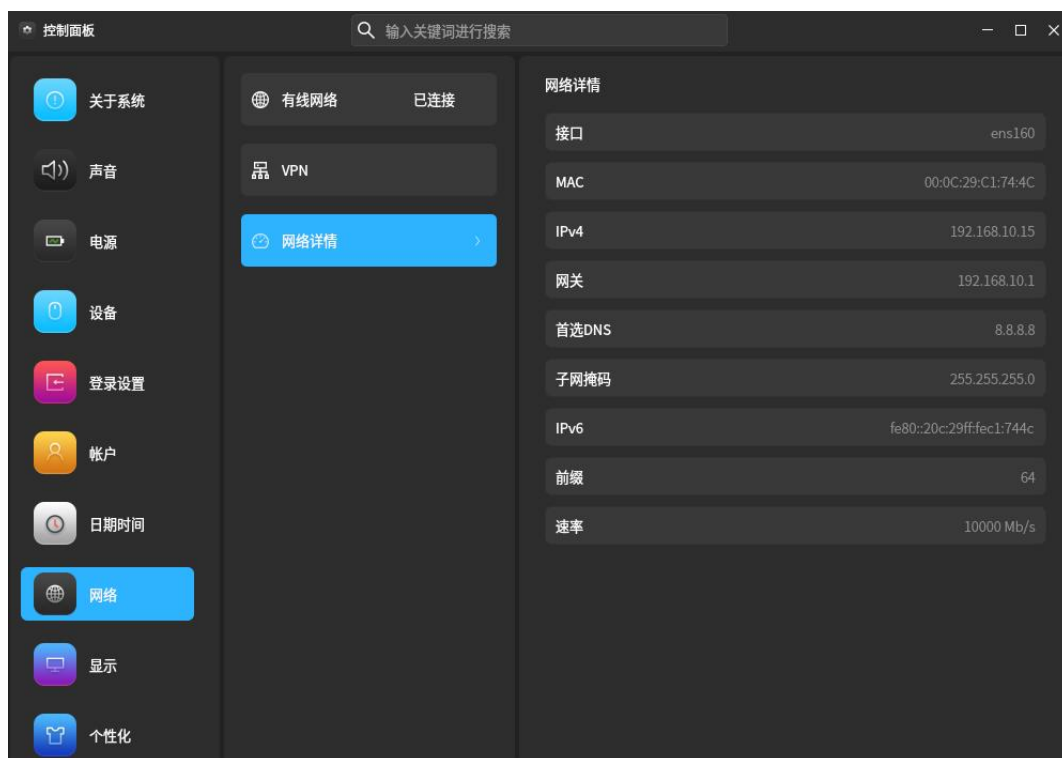 控制面板
输入关键词进行搜索
关于系统
声音
电源
设备
登录设置
帐户
日期时间
网络
显示
个性化
有线网络 已连接
VPN
网络详情
网络详情
接口 ens160
MAC 00:0C:29:C1:74:4C
IPv4 192.168.10.15
网关 192.168.10.1
首选DNS 8.8.8.8
子网掩码 255.255.255.0
IPv6 fe80::20c:29ff:fec1:744c
前缀 64
速率 10000 Mb/s